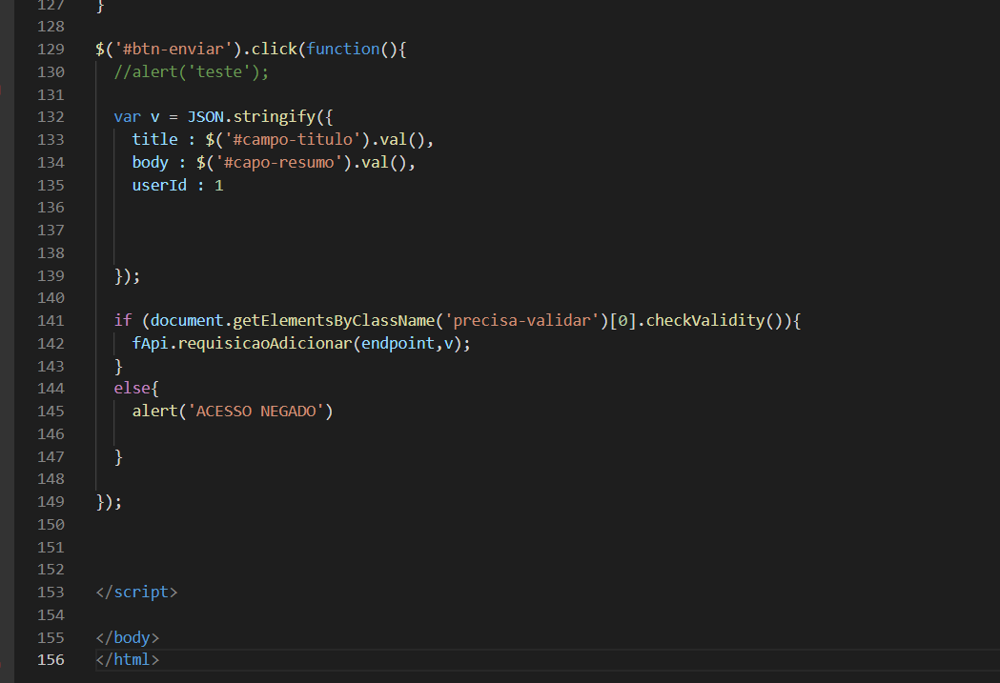 127 }
128
129 $('#btn-enviar').click(function(){
130 //alert('teste');
131
132 var v = JSON.stringify({
133 title : $('#campo-titulo').val(),
134 body : $('#capo-resumo').val(),
135 userId : 1
136
137
138
139 });
140
141 if (document.getElementsByClassName('precisa-validar')[0].checkValidity()){
142 fApi.requisicaoAdicionar(endpoint,v);
143 }
144 else{
145 alert('ACESSO NEGADO')
146
147 }
148
149 });
150
151
152
153 </script>
154
155 </body>
156 </html>